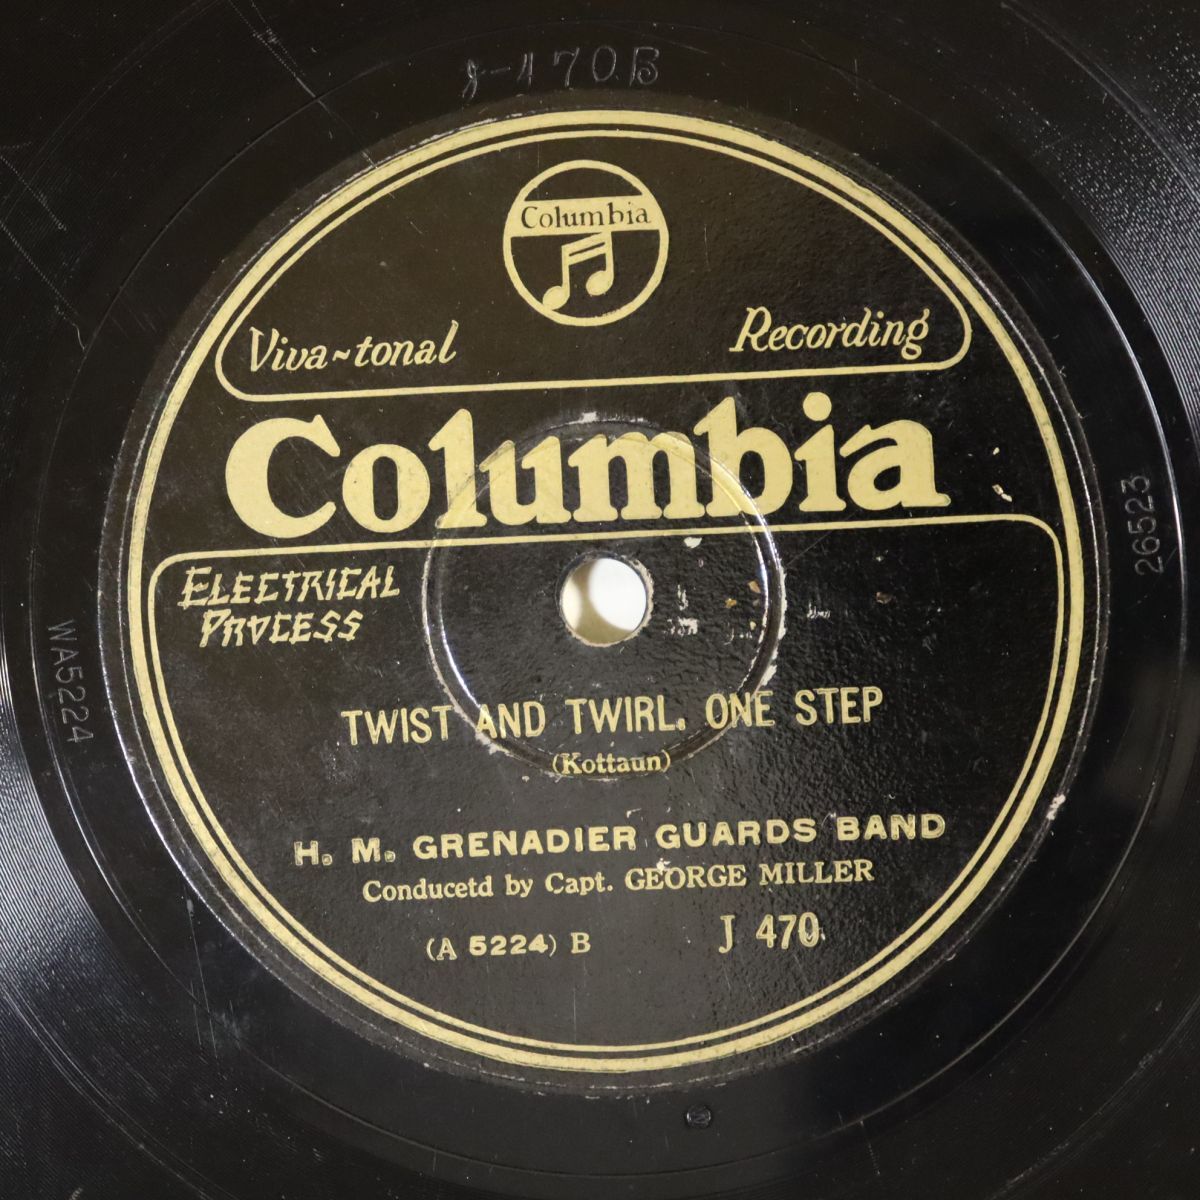 J-470B
Columbia
Viva~tonal Recording
Columbia
ELECTRICAL
PROCESS
26523
WA5224
TWIST AND TWIRL. ONE STEP
(Kottaun)
H. M. GRENADIER GUARDS BAND
Conducetd by Capt. GEORGE MILLER
(A 5224) B J 470